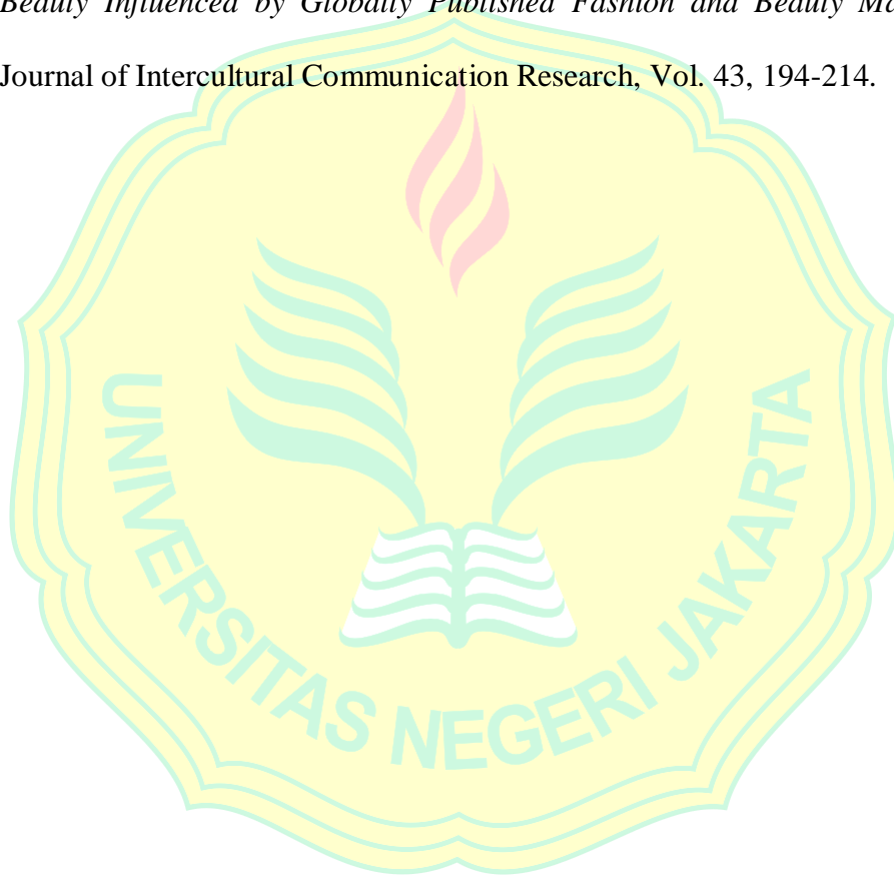 Beauty Influenced by Globally Published Fashion and Beauty Ma
Journal of Intercultural Communication Research, Vol. 43, 194-214.
UNIVERSITAS NEGERI JAKARTA